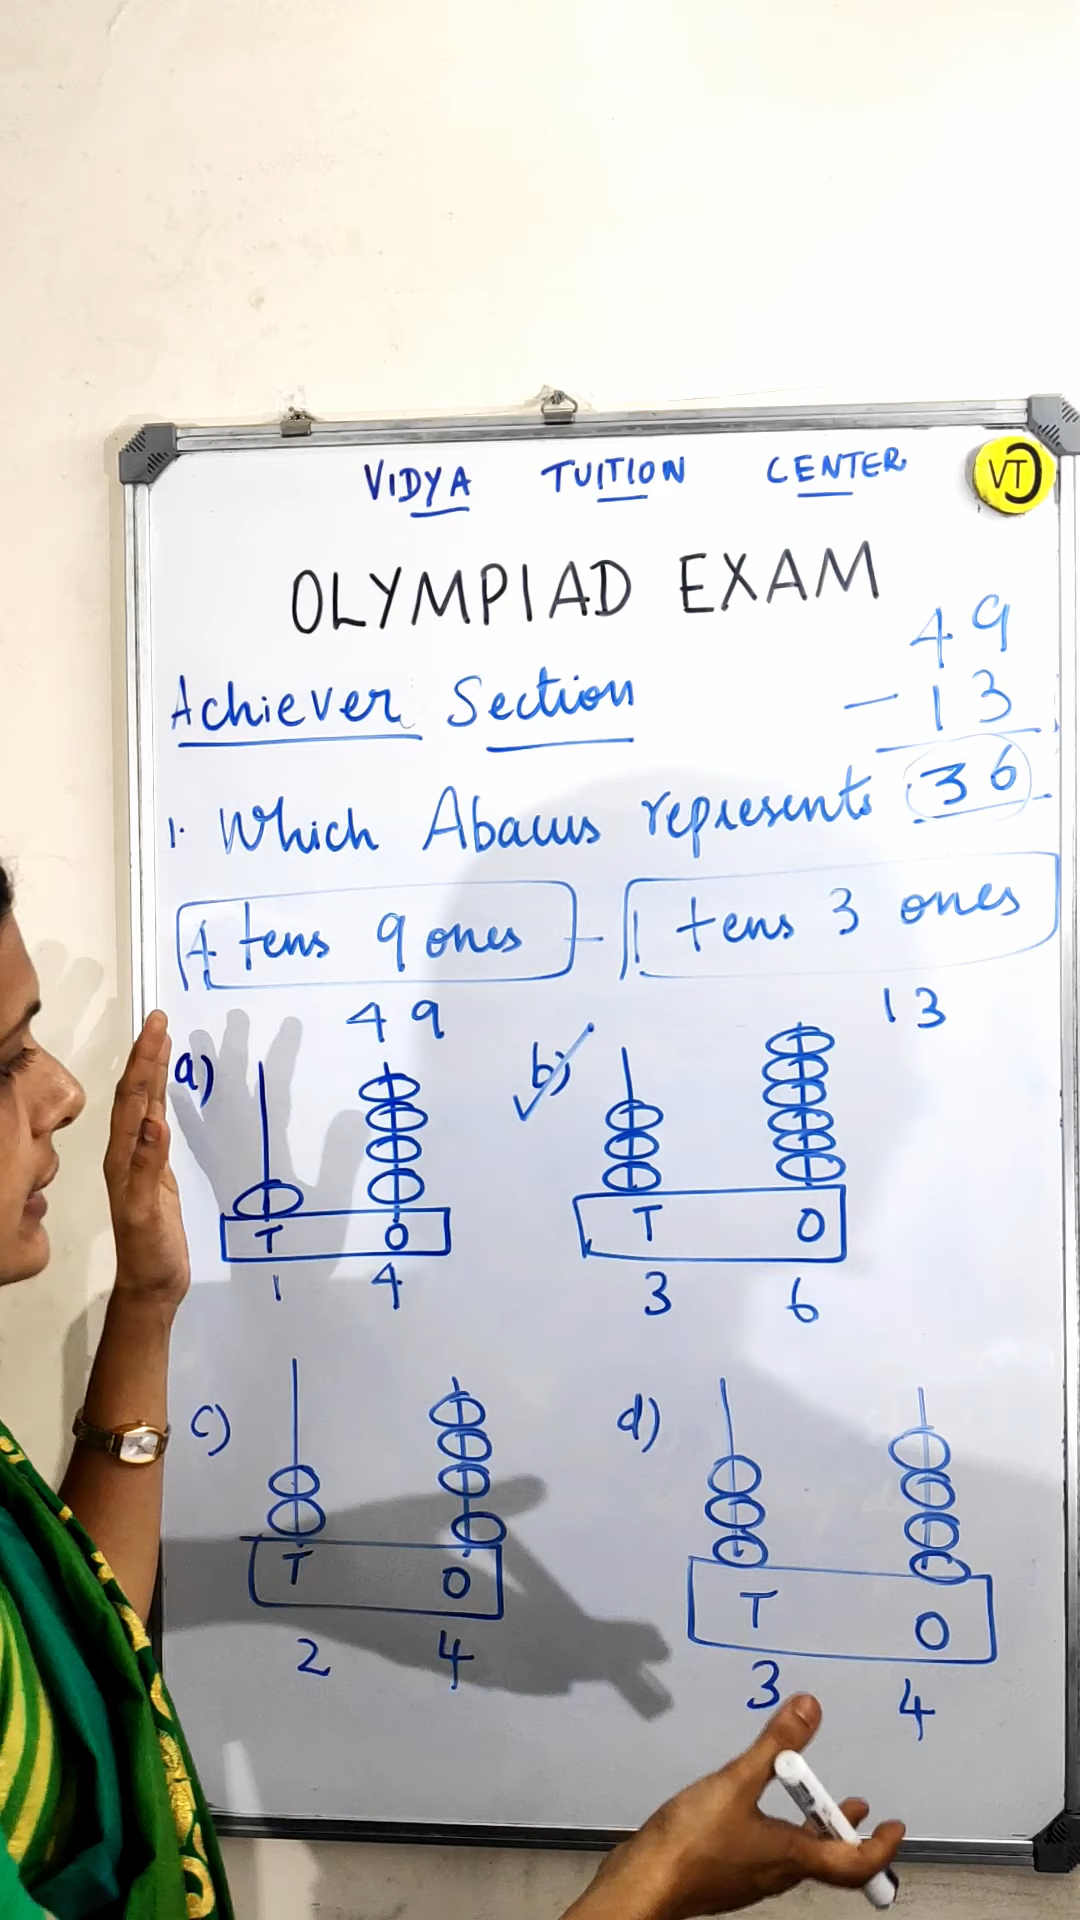 VIDYA TUITION CENTER
VT
OLYMPIAD EXAM
49
- 13
36
Achiever Section
1. Which Abacus represents
4 tens 9 ones - 1 tens 3 ones
49 13
a) b)
T O T O
1 4 3 6
c) d)
T O T O
2 4 3 4